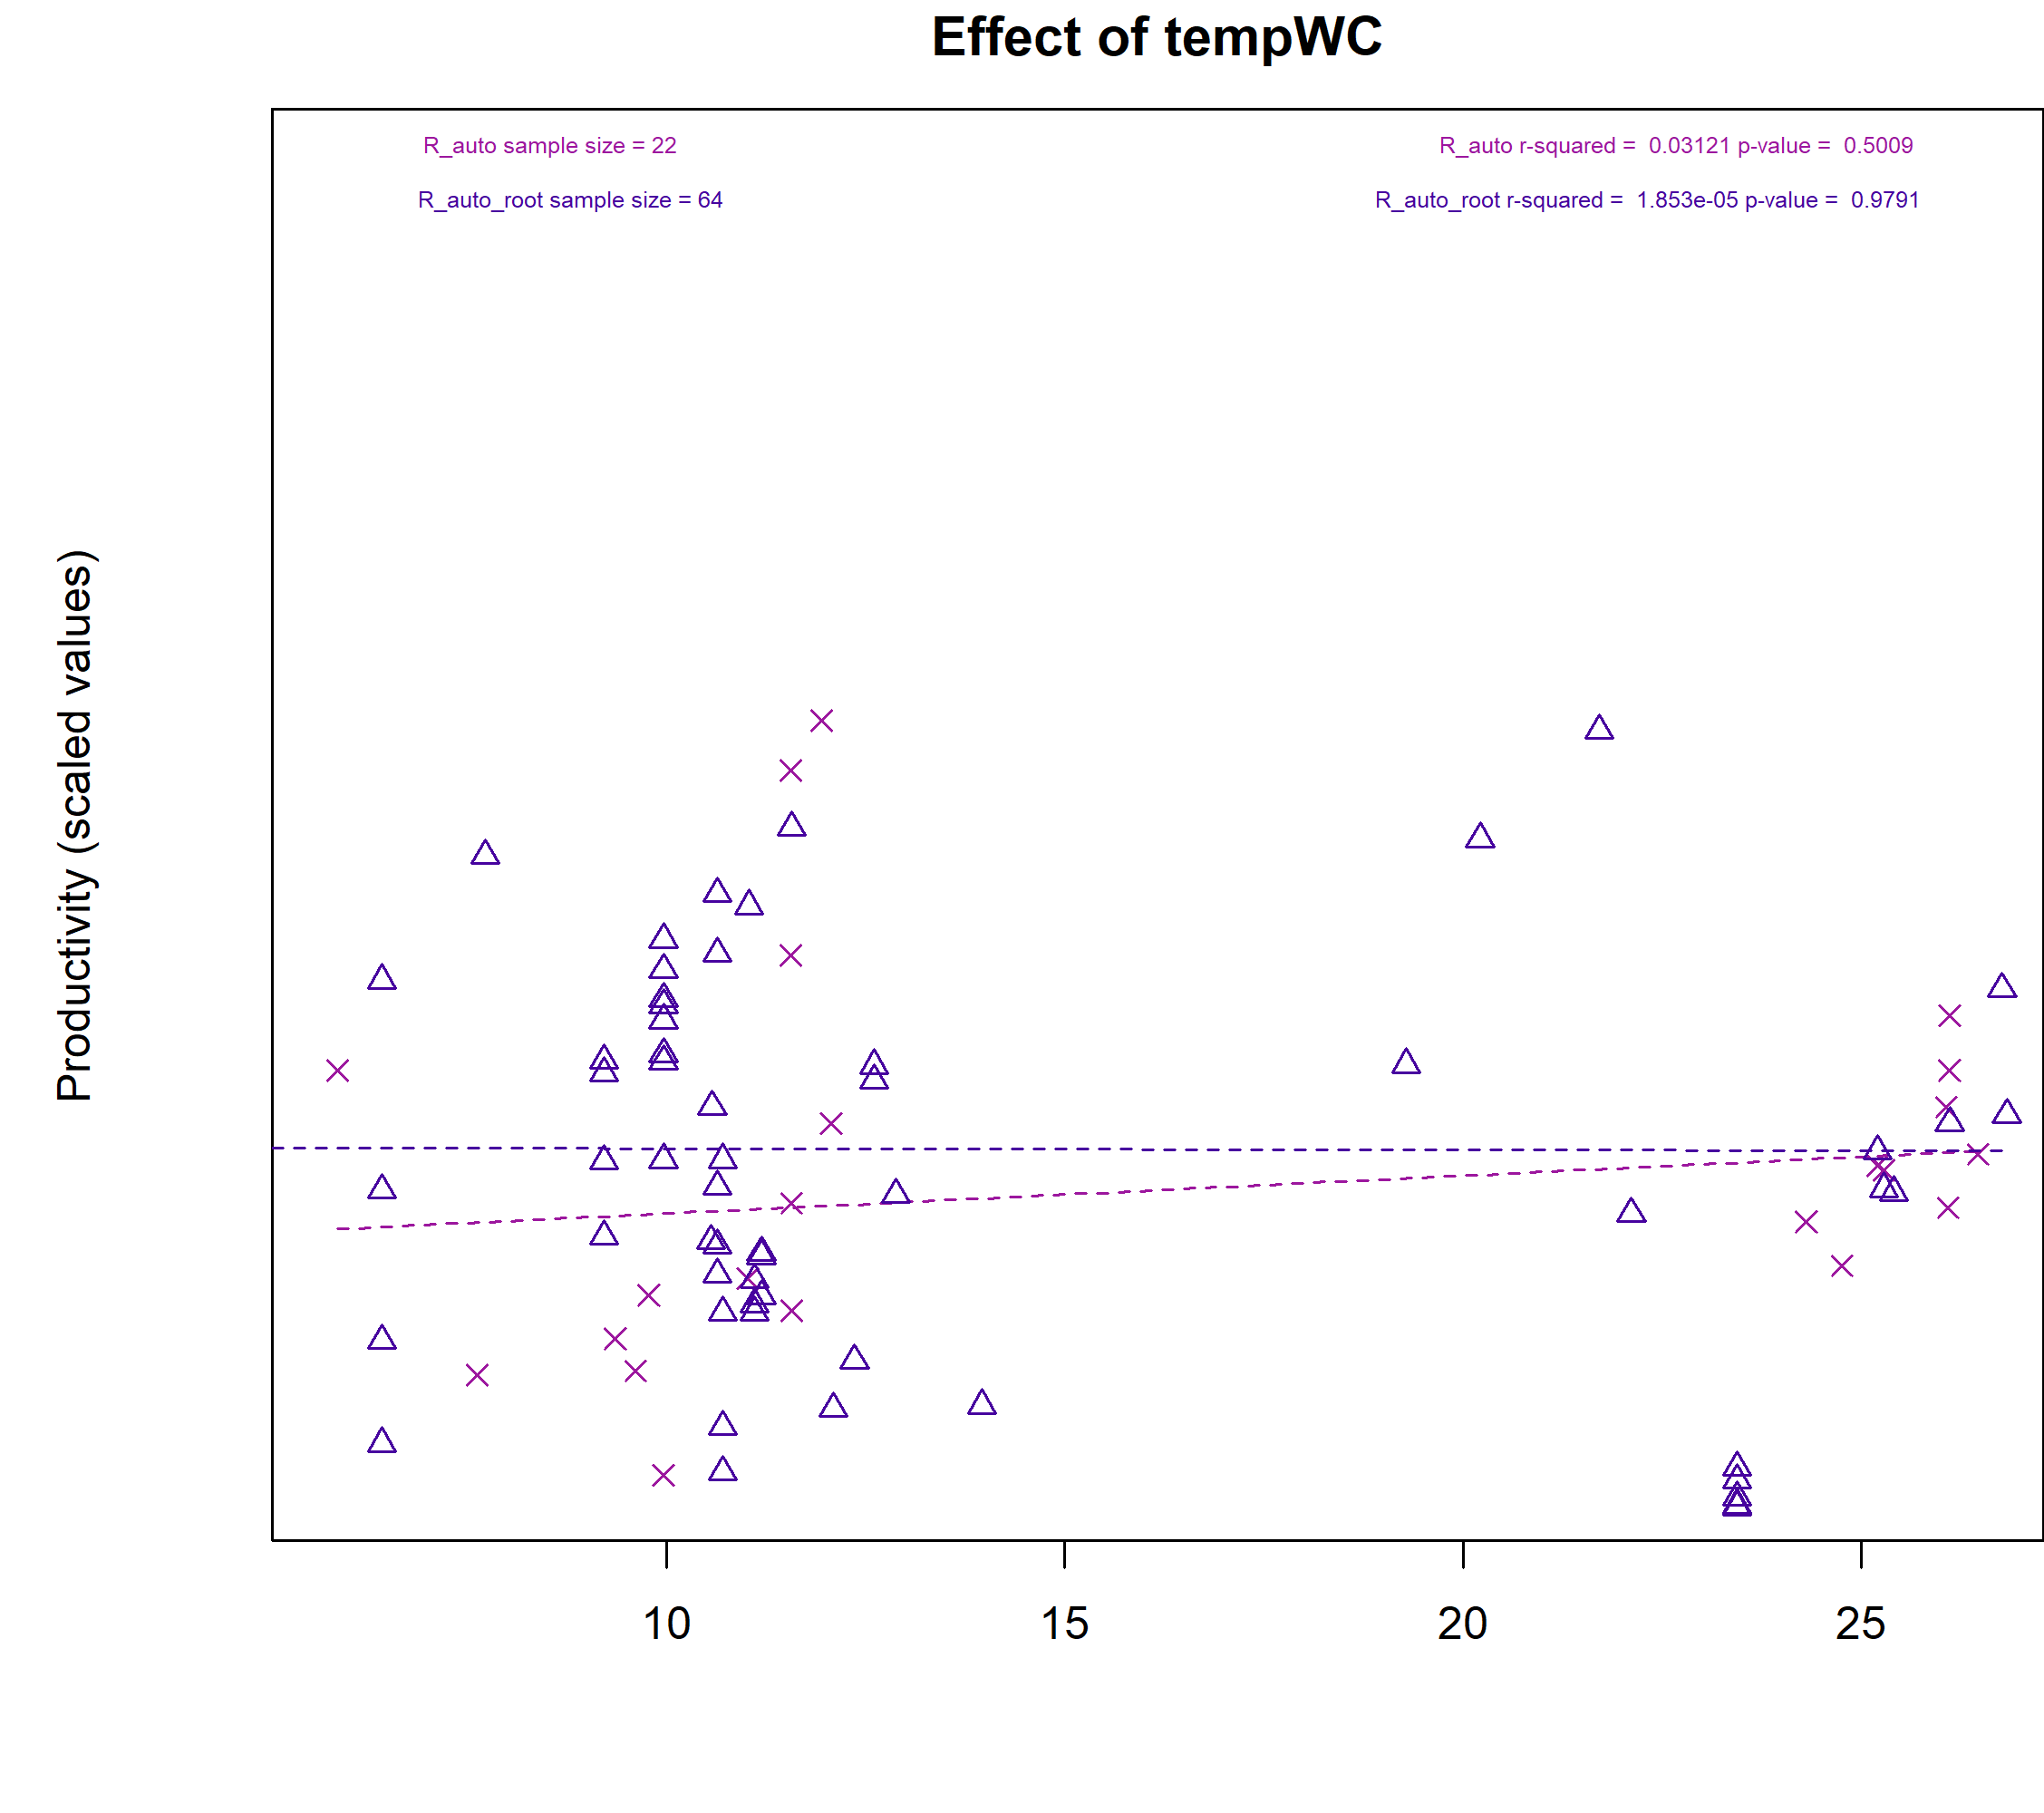 Effect of tempWC
R_auto sample size = 22
R_auto r-squared =  0.03121 p-value =  0.5009
R_auto_root sample size = 64
R_auto_root r-squared =  1.853e-05 p-value =  0.9791
Productivity (scaled values)
10
15
20
25